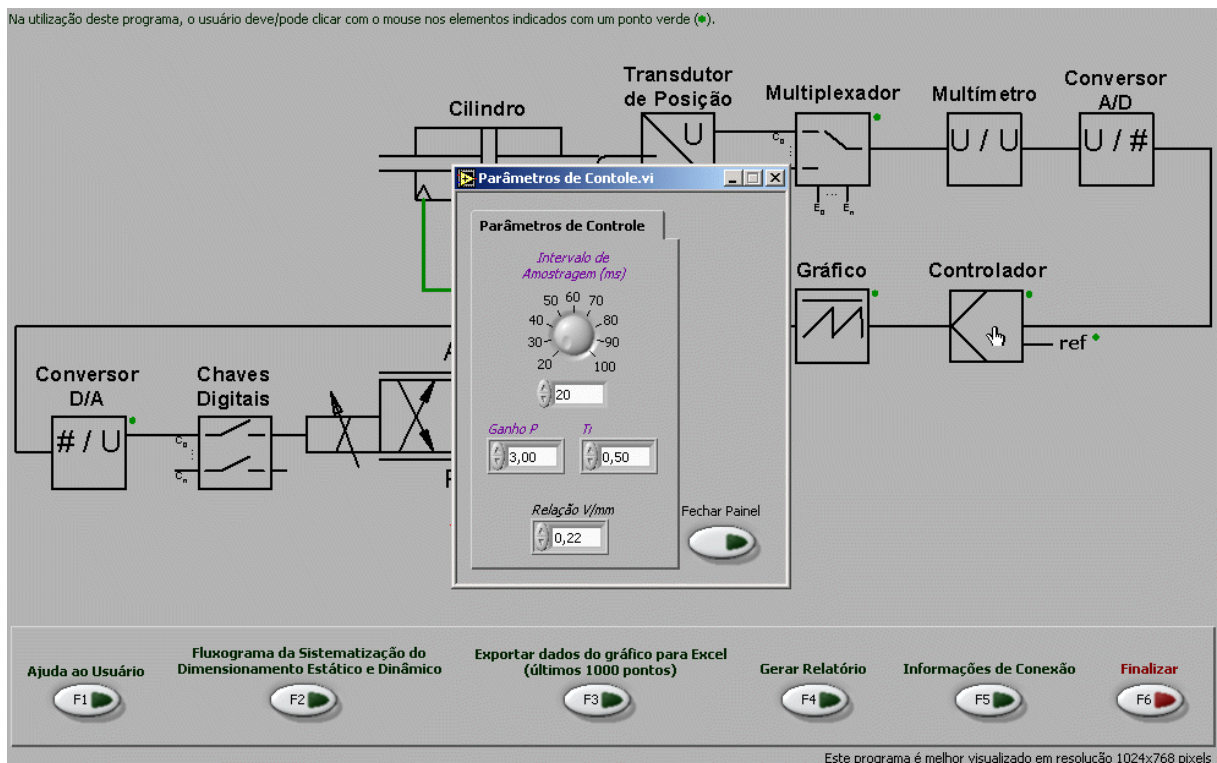 Na utilização deste programa, o usuário deve/pode clicar com o mouse nos elementos indicados com um ponto verde (●).
Transdutor
de Posição
Multiplexador
Multímetro
Conversor
A/D
Cilindro
U
U / U
U / #
C₀
E₀ ... Eₙ
Parâmetros de Contole.vi
Parâmetros de Controle
Intervalo de
Amostragem (ms)
50 60 70
40 80
30 90
20 100
20
Ganho P
Ti
3,00
0,50
Relação V/mm
0,22
Fechar Painel
Gráfico
Controlador
ref
A
Conversor
D/A
Chaves
Digitais
# / U
C₀
Cₙ
Ajuda ao Usuário
F1
Fluxograma da Sistematização do
Dimensionamento Estático e Dinâmico
F2
Exportar dados do gráfico para Excel
(últimos 1000 pontos)
F3
Gerar Relatório
F4
Informações de Conexão
F5
Finalizar
F6
Este programa é melhor visualizado em resolução 1024x768 pixels